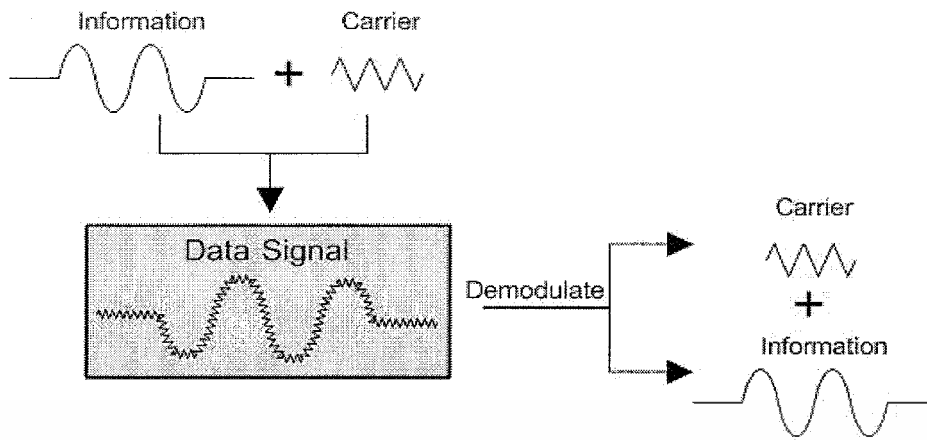 Information
Carrier
+
Data Signal
Demodulate
Carrier
+
Information